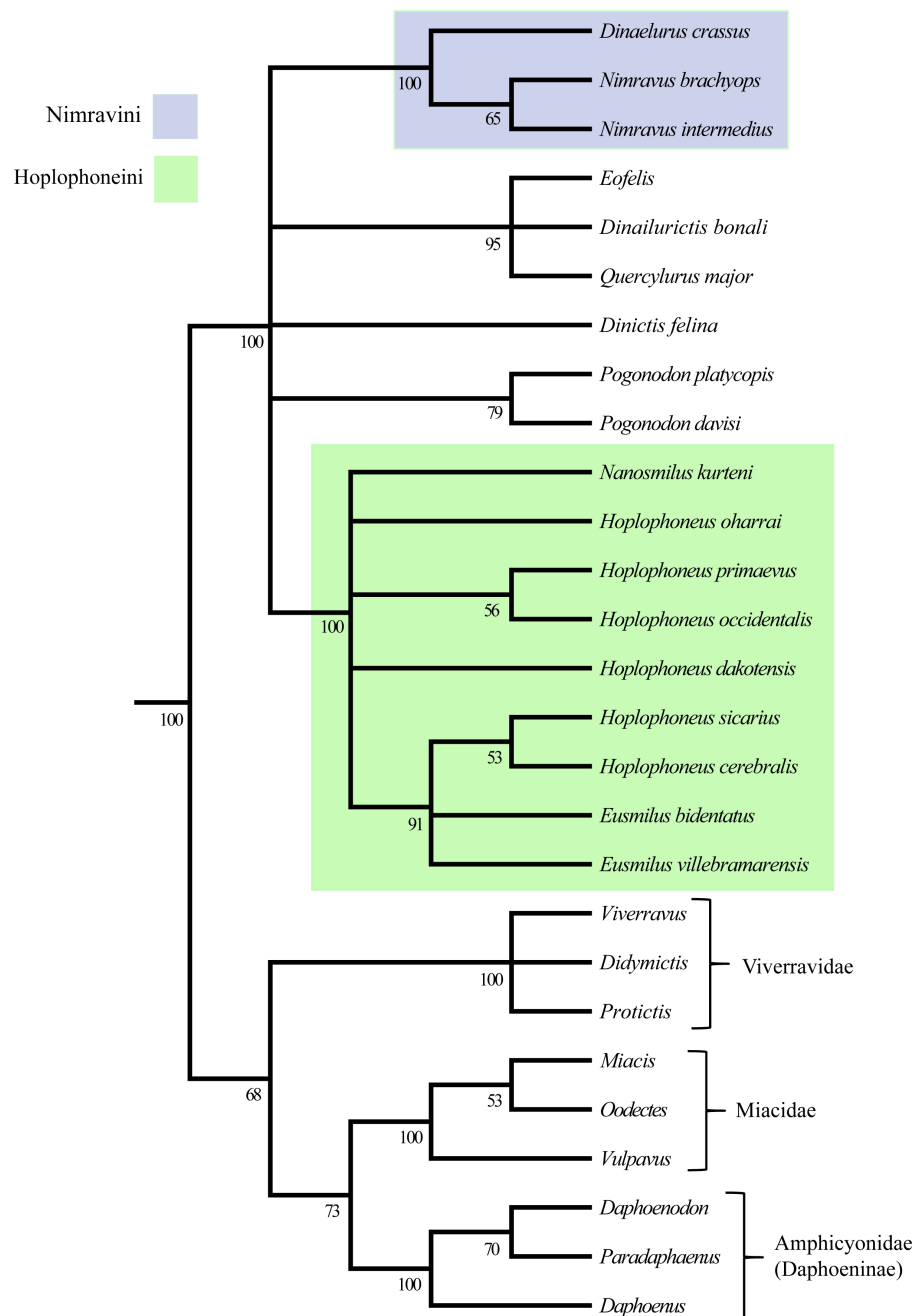 Nimravini
Hoplophoneini
Dinaelurus crassus
100
Nimravus brachyops
65
Nimravus intermedius
Eofelis
Dinailurictis bonali
95
Quercylurus major
Dinictis felina
100
Pogonodon platycopis
79
Pogonodon davisi
Nanosmilus kurteni
Hoplophoneus oharrai
Hoplophoneus primaevus
56
Hoplophoneus occidentalis
100
Hoplophoneus dakotensis
100
Hoplophoneus sicarius
53
Hoplophoneus cerebralis
Eusmilus bidentatus
91
Eusmilus villebramarensis
Viverravus
Didymictis
100
Viverravidae
Protictis
Miacis
68
53
Oodectes
Miacidae
100
Vulpavus
73
Daphoenodon
70
Paradaphaenus
Amphicyonidae
(Daphoeninae)
100
Daphoenus